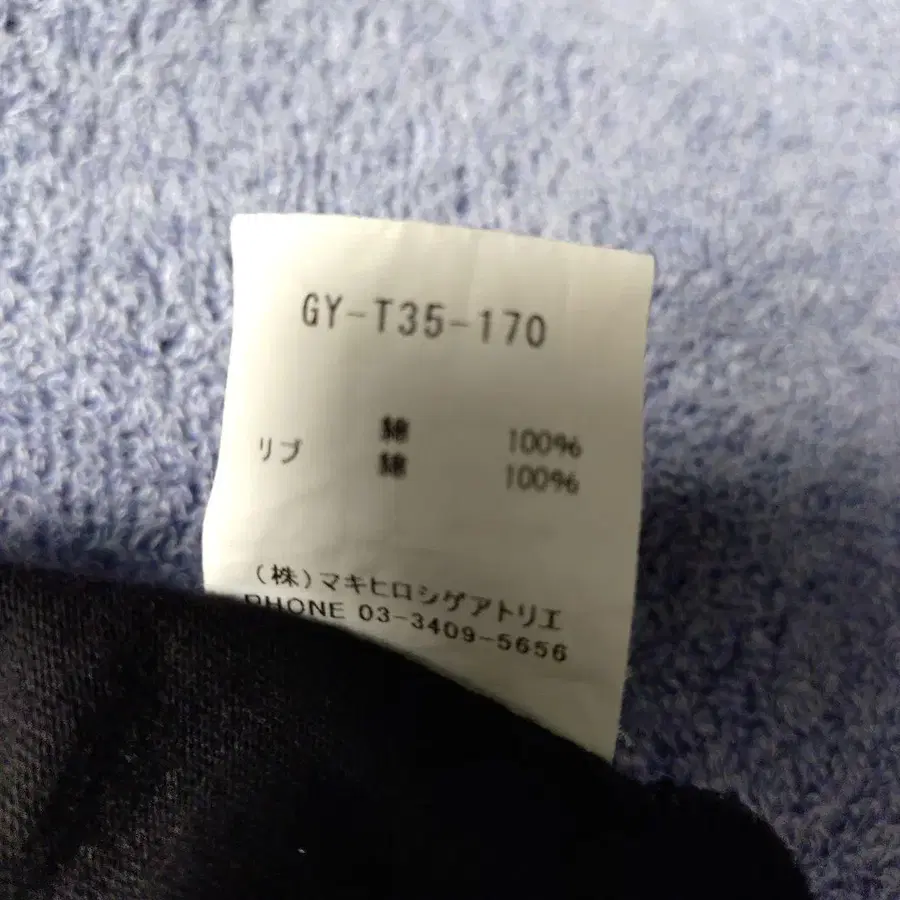 GY-T35-170
綿 100%
リブ 綿 100%
(株)マキヒロシゲアトリエ
PHONE 03-3409-5656